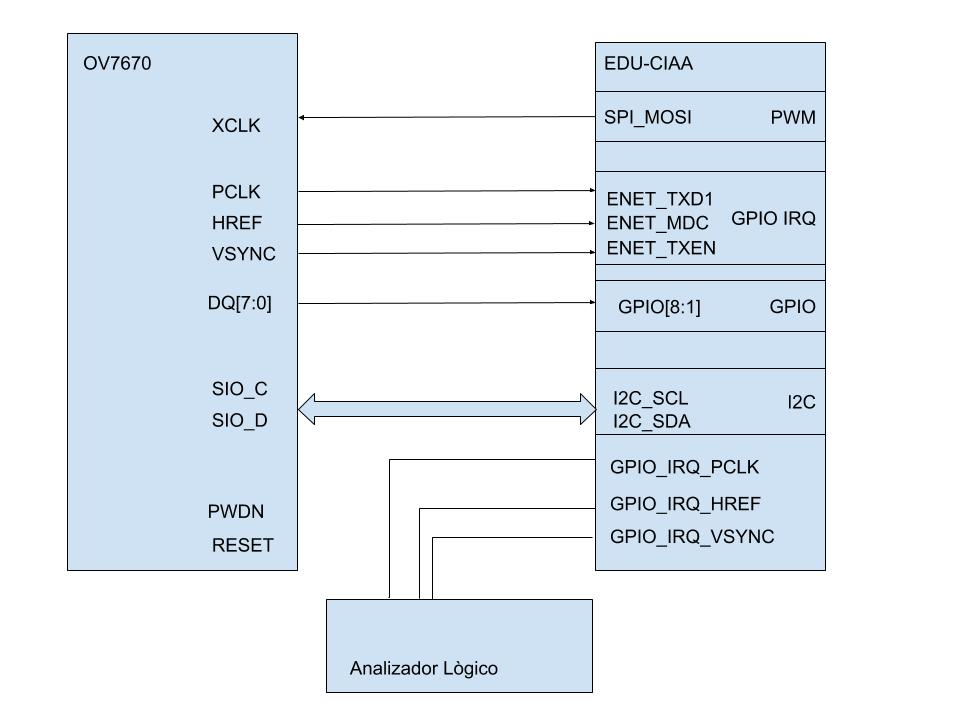 OV7670
XCLK
PCLK
HREF
VSYNC
DQ[7:0]
SIO_C
SIO_D
PWDN
RESET
EDU-CIAA
SPI_MOSI PWM
ENET_TXD1
ENET_MDC GPIO IRQ
ENET_TXEN
GPIO[8:1] GPIO
I2C_SCL I2C
I2C_SDA
GPIO_IRQ_PCLK
GPIO_IRQ_HREF
GPIO_IRQ_VSYNC
Analizador Lògico